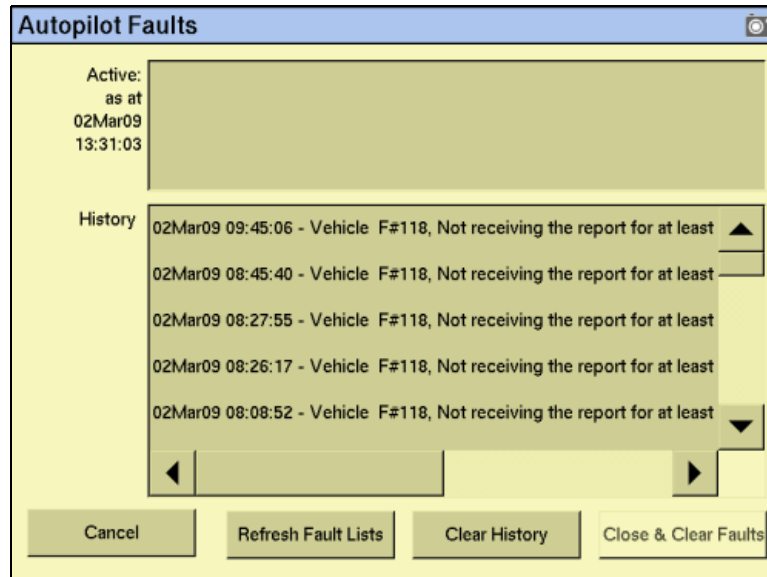 Autopilot Faults
Active:
as at
02Mar09
13:31:03
History
02Mar09 09:45:06 - Vehicle F#118, Not receiving the report for at least
02Mar09 08:45:40 - Vehicle F#118, Not receiving the report for at least
02Mar09 08:27:55 - Vehicle F#118, Not receiving the report for at least
02Mar09 08:26:17 - Vehicle F#118, Not receiving the report for at least
02Mar09 08:08:52 - Vehicle F#118, Not receiving the report for at least
Cancel
Refresh Fault Lists
Clear History
Close & Clear Faults